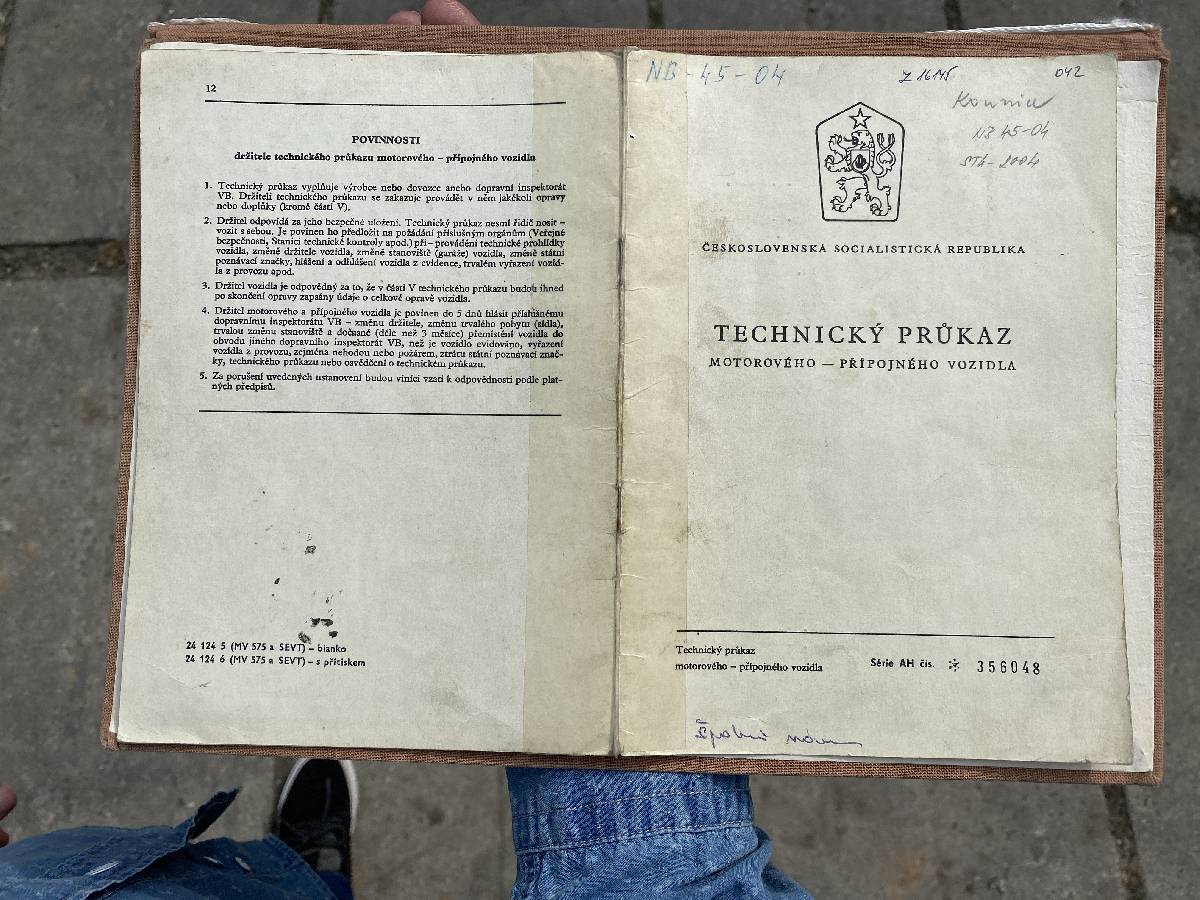 12
POVINNOSTI
držitele technického průkazu motorového – přípojného vozidla
1. Technický průkaz vyplňuje výrobce nebo dovozce aneho dopravní inspektorát
VB. Držiteli technického průkazu se zakazuje provádět v něm jakékoli opravy
nebo doplňky (kromě části V).
2. Držitel odpovídá za jeho bezpečné uložení. Technický průkaz nesmí řidič nosit –
vozit s sebou. Je povinen ho předložit na požádání příslušným orgánům (Veřejné
bezpečnosti, Stanici technické kontroly apod.) při – provádění technické prohlídky
vozidla, změně držitele vozidla, změně stanoviště (garáže) vozidla, změně státní
poznávací značky, hlášení a odhlášení vozidla z evidence, trvalém vyřazení vozid-
la z provozu apod.
3. Držitel vozidla je odpovědný za to, že v části V technického průkazu budou ihned
po skončení opravy zapsány údaje o celkové opravě vozidla.
4. Držitel motorového a přípojného vozidla je povinen do 5 dnů hlásit příslušnému
dopravnímu inspektorátu VB – změnu držitele, změnu trvalého pobytu (sídla),
trvalou změnu stanoviště a dočasné (déle než 3 měsíce) přemístění vozidla do
obvodu jiného dopravního inspektorát VB, než je vozidlo evidováno, vyřazení
vozidla z provozu, zejména nehodou nebo požárem, ztrátu státní poznávací znač-
ky, technického průkazu nebo osvědčení o technickém průkazu.
5. Za porušení uvedených ustanovení budou viníci vzati k odpovědnosti podle plat-
ných předpisů.
24 124 5 (MV 575 a SEVT) – bianko
24 124 6 (MV 575 a SEVT) – s přítiskem
NB-45-04
042
NB 45-04
ČESKOSLOVENSKÁ SOCIALISTICKÁ REPUBLIKA
TECHNICKÝ PRŮKAZ
MOTOROVÉHO — PŘÍPOJNÉHO VOZIDLA
Technický průkaz
motorového – přípojného vozidla
Série AH čis. 356048